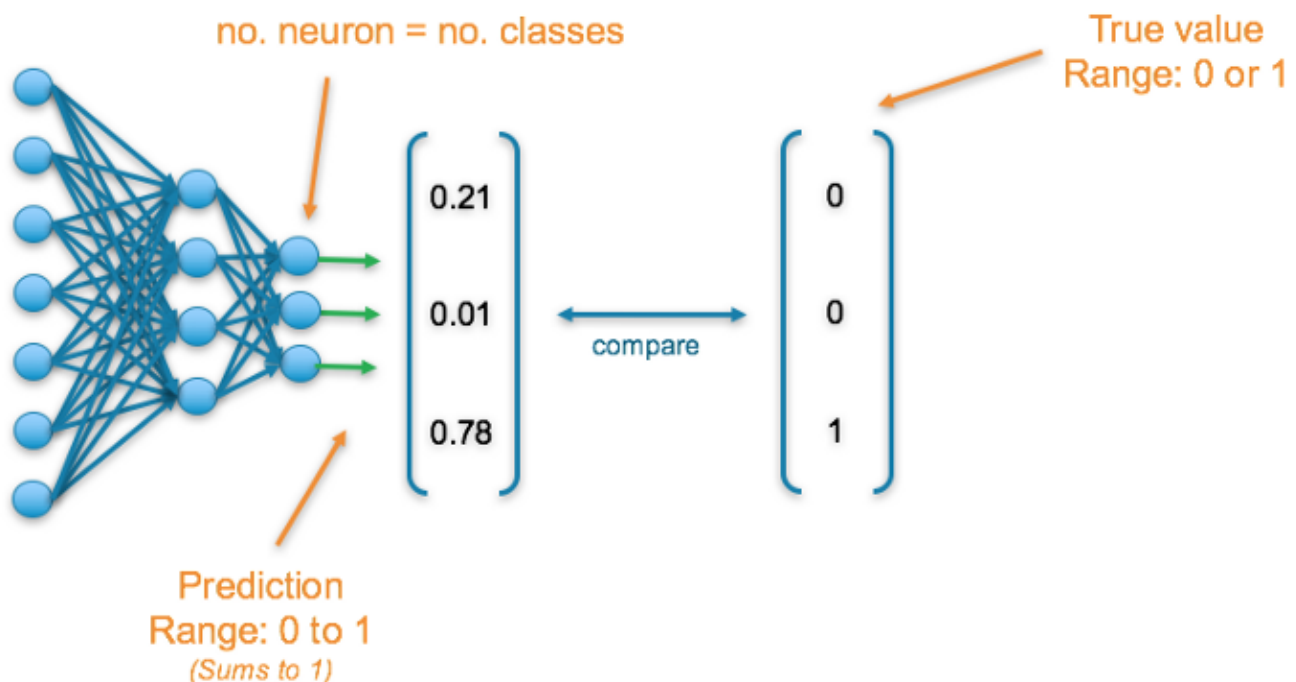 no. neuron = no. classes
True value
Range: 0 or 1
0.21
0
0.01
0
compare
0.78
1
Prediction
Range: 0 to 1
(Sums to 1)